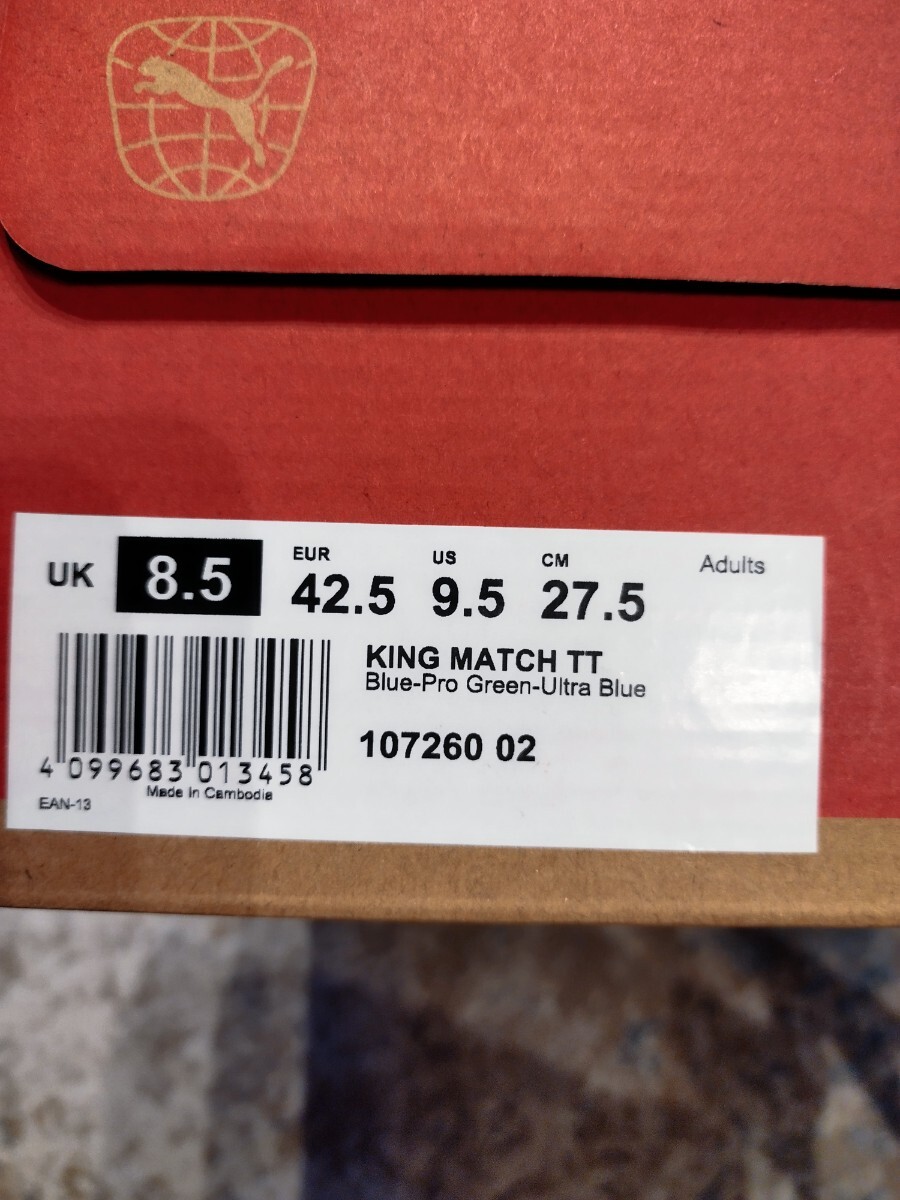 UK 8.5
EUR 42.5
US 9.5
CM 27.5
Adults
KING MATCH TT
Blue-Pro Green-Ultra Blue
107260 02
4 099683 013458
Made in Cambodia
EAN-13